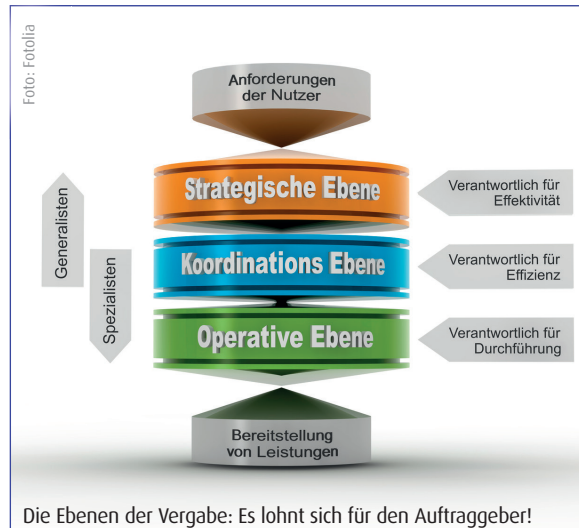 Foto: Fotolia
Anforderungen
der Nutzer
Strategische Ebene
Verantwortlich für
Effektivität
Generalisten
Koordinations Ebene
Verantwortlich für
Effizienz
Spezialisten
Operative Ebene
Verantwortlich für
Durchführung
Bereitstellung
von Leistungen
Die Ebenen der Vergabe: Es lohnt sich für den Auftraggeber!